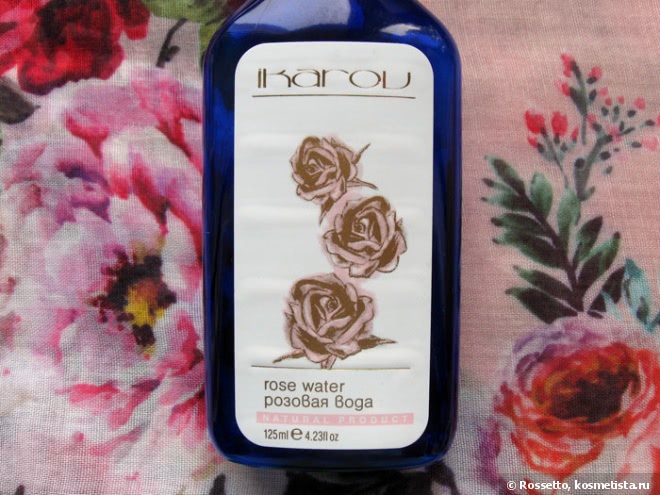 ikarov
rose water
розовая вода
NATURAL PRODUCT
125ml e 4.23fl oz
© Rossetto, kosmetista.ru